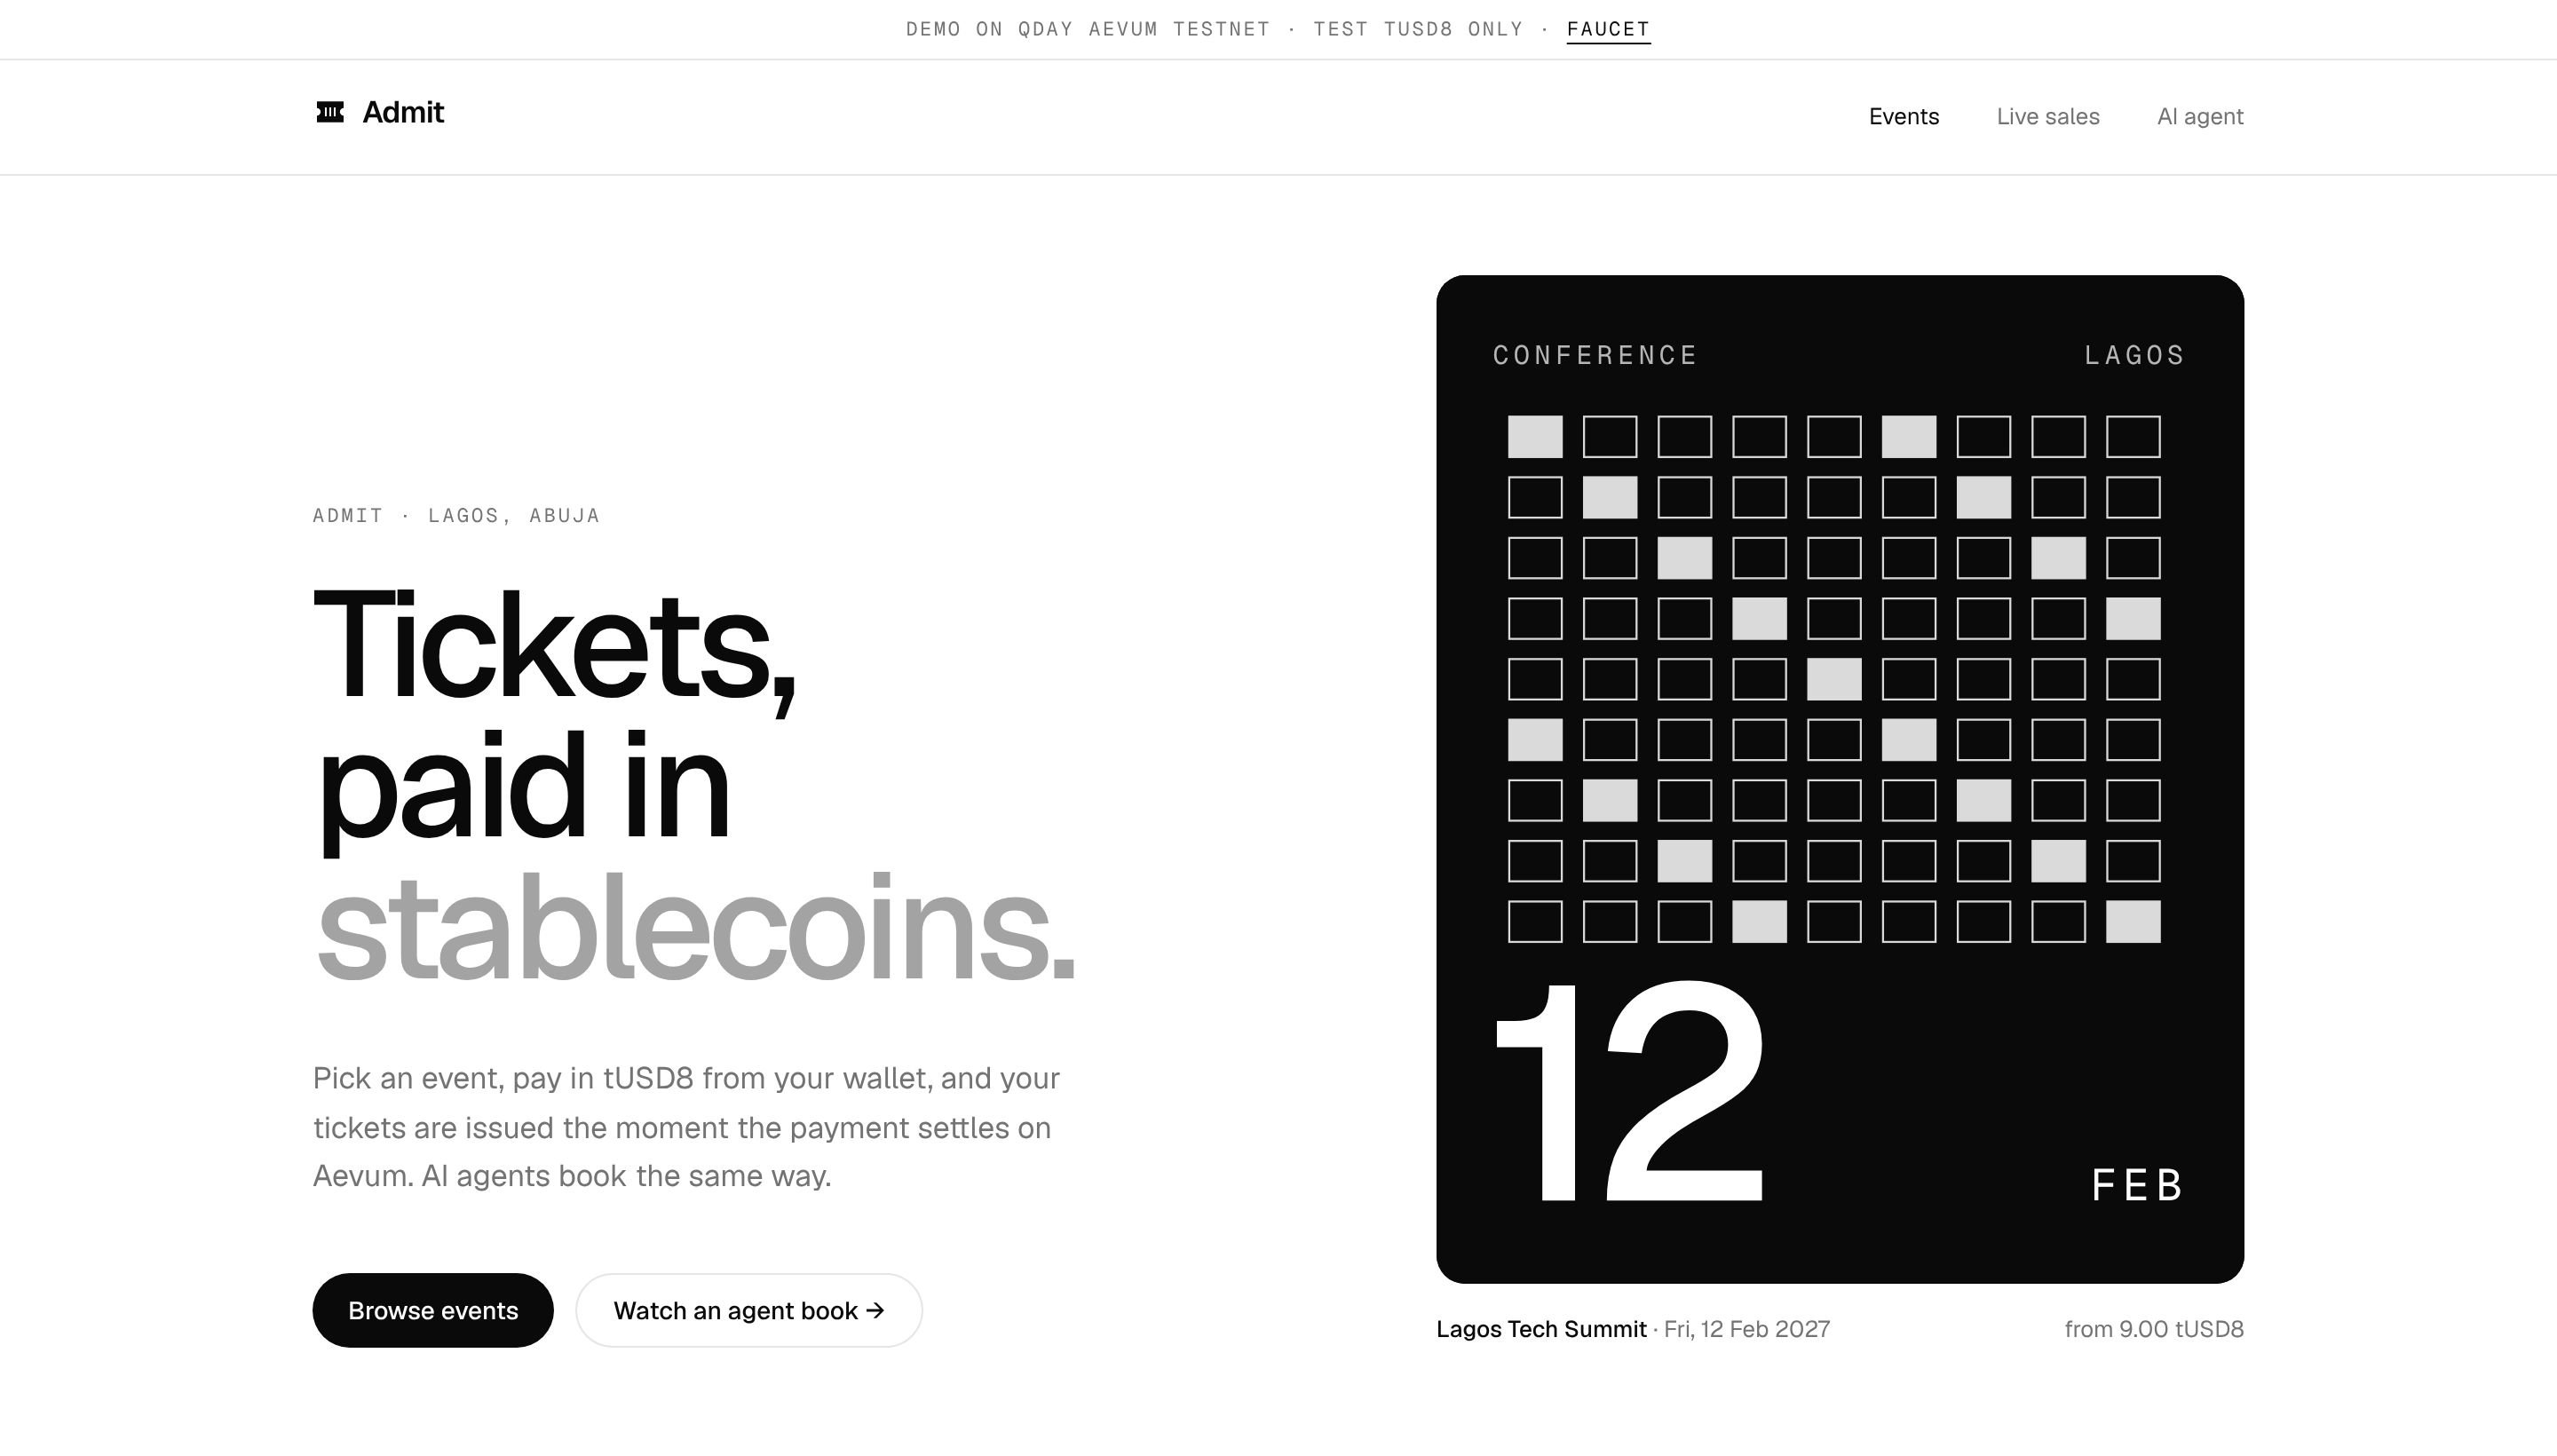 DEMO ON QDAY AEVUM TESTNET · TEST TUSD8 ONLY · FAUCET
Admit
Events
Live sales
AI agent
ADMIT · LAGOS, ABUJA
Tickets,
paid in
stablecoins.
Pick an event, pay in tUSD8 from your wallet, and your
tickets are issued the moment the payment settles on
Aevum. AI agents book the same way.
Browse events
Watch an agent book →
CONFERENCE
LAGOS
12
FEB
Lagos Tech Summit · Fri, 12 Feb 2027
from 9.00 tUSD8